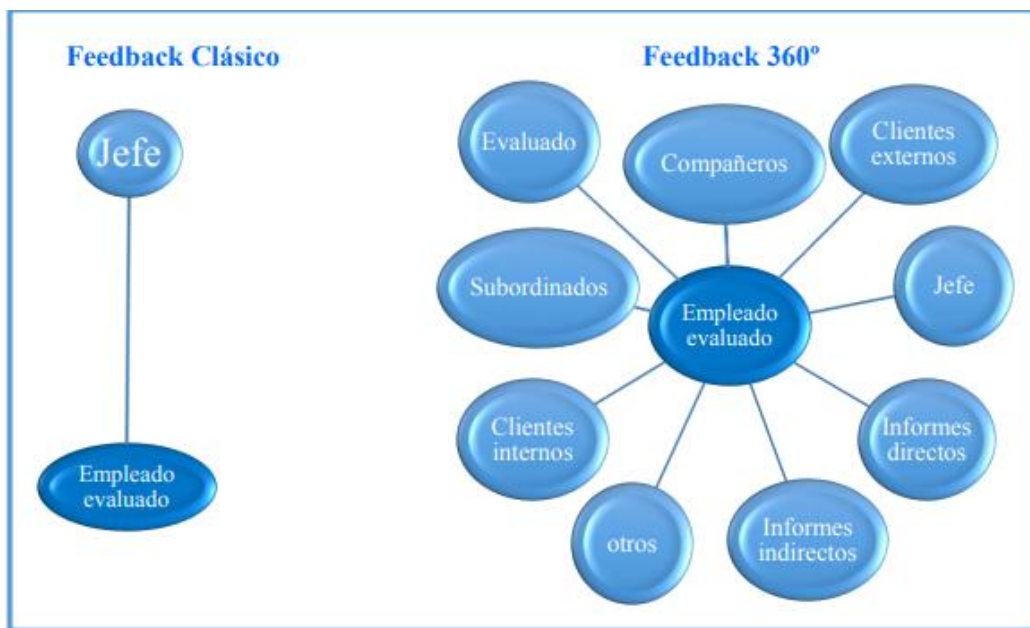 Feedback Clásico
Jefe
Empleado
evaluado
Feedback 360º
Evaluado
Compañeros
Clientes
externos
Subordinados
Empleado
evaluado
Jefe
Clientes
internos
Informes
directos
otros
Informes
indirectos